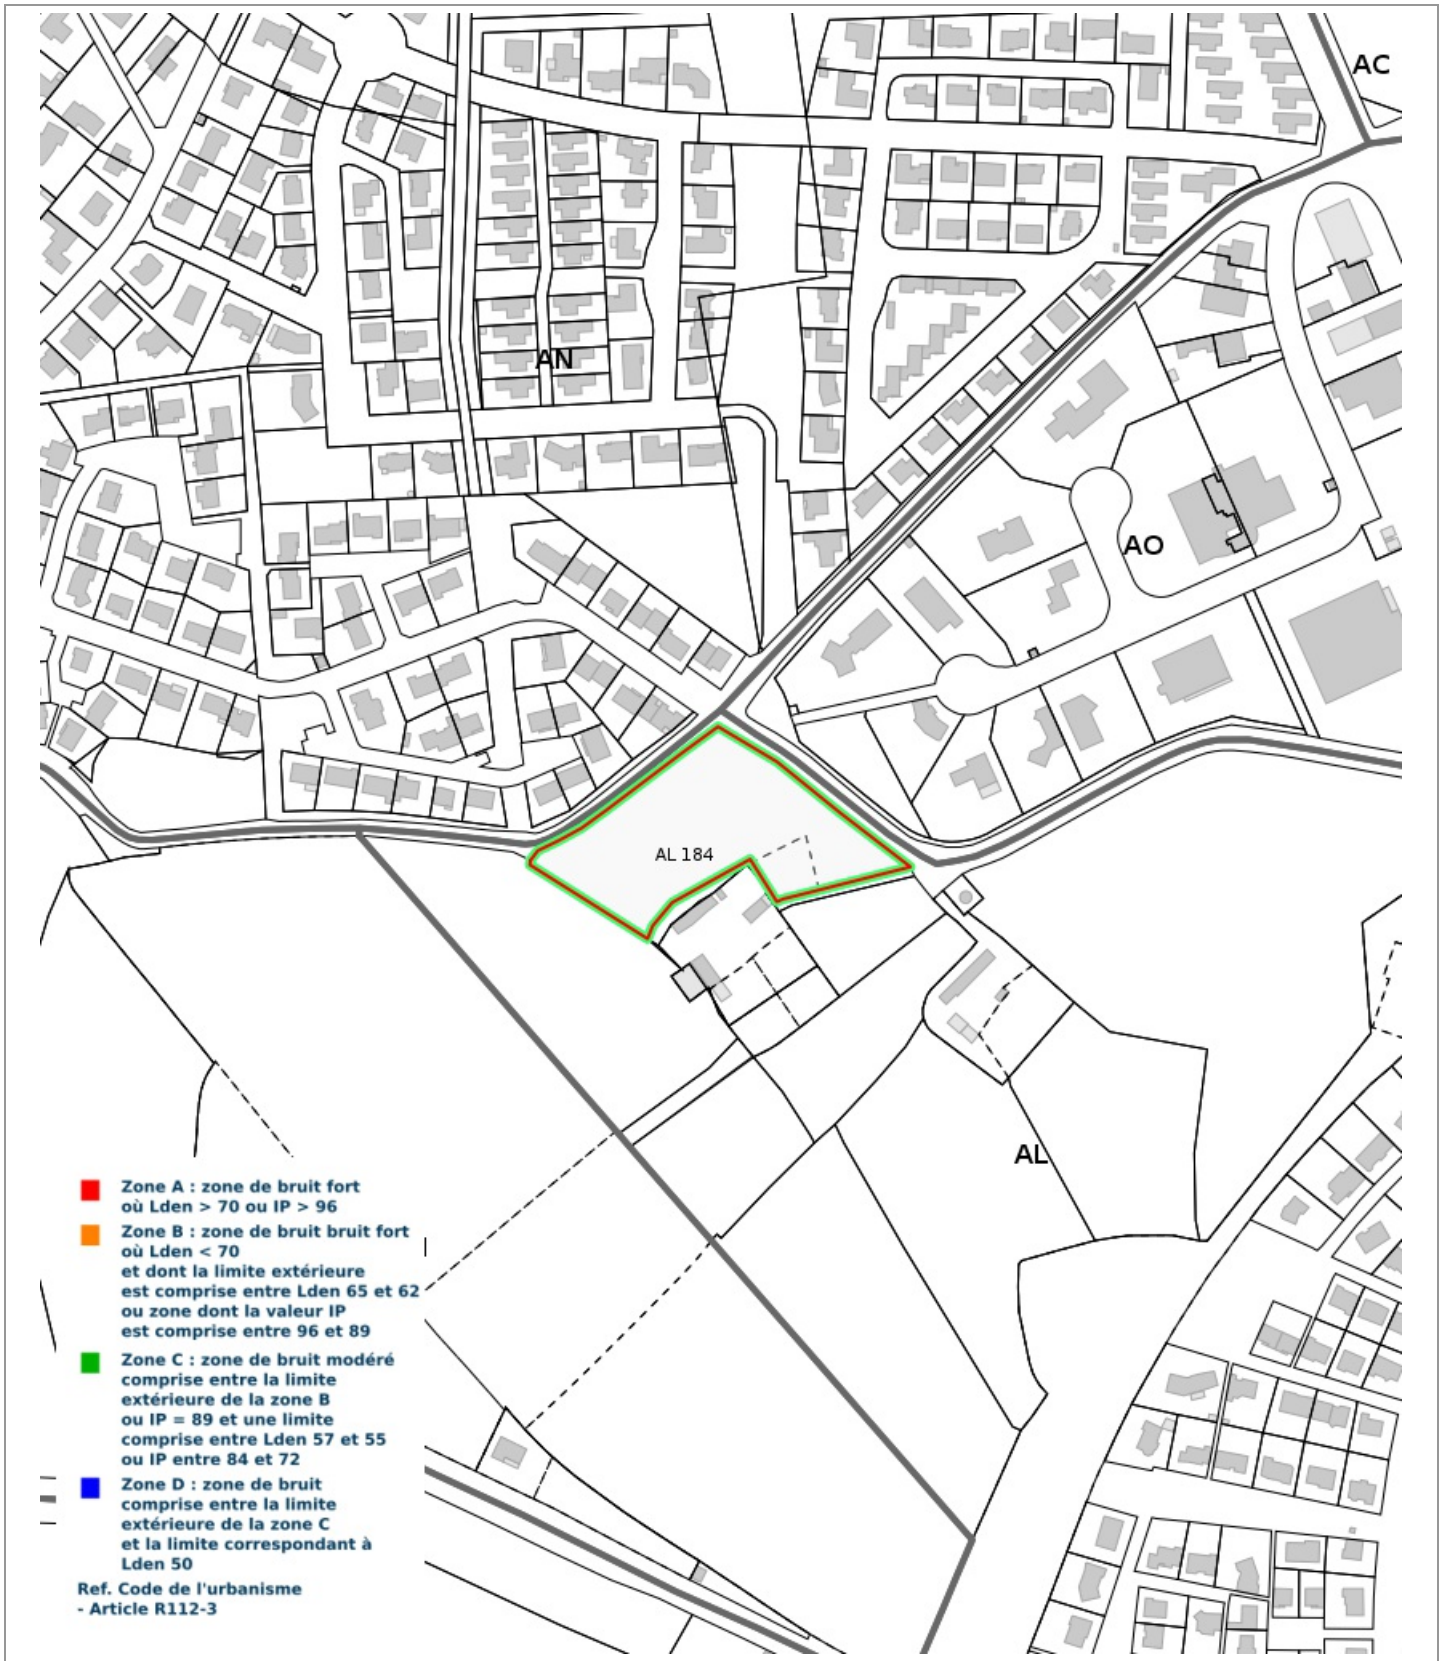 AC
AN
AO
AL 184
AL
Zone A : zone de bruit fort
où Lden > 70 ou IP > 96
Zone B : zone de bruit bruit fort
où Lden < 70
et dont la limite extérieure
est comprise entre Lden 65 et 62
ou zone dont la valeur IP
est comprise entre 96 et 89
Zone C : zone de bruit modéré
comprise entre la limite
extérieure de la zone B
ou IP = 89 et une limite
comprise entre Lden 57 et 55
ou IP entre 84 et 72
Zone D : zone de bruit
comprise entre la limite
extérieure de la zone C
et la limite correspondant à
Lden 50
Ref. Code de l'urbanisme
- Article R112-3